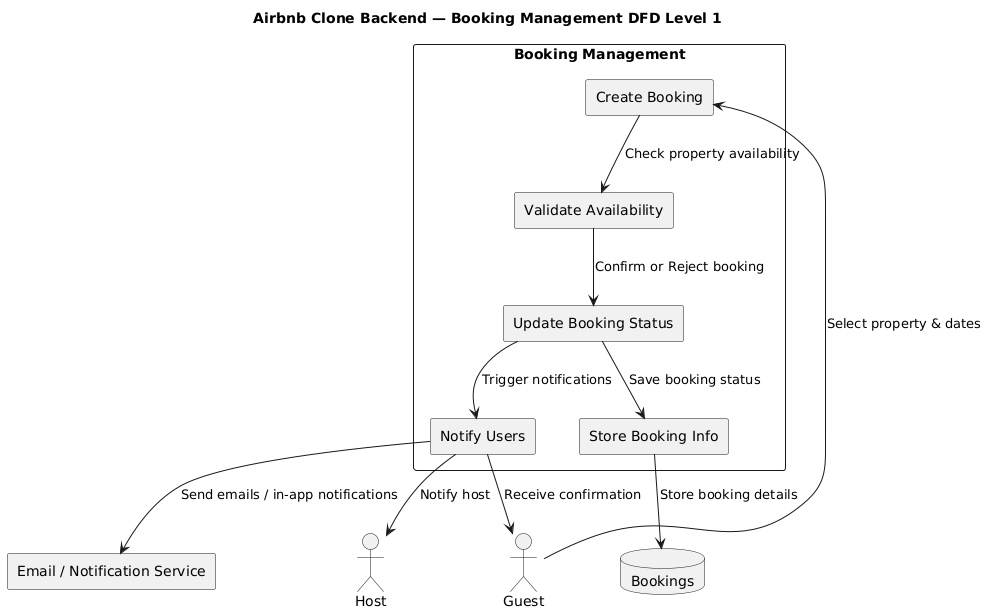 Airbnb Clone Backend — Booking Management DFD Level 1
Booking Management
Create Booking
Check property availability
Validate Availability
Confirm or Reject booking
Update Booking Status
Select property & dates
Trigger notifications
Save booking status
Notify Users
Store Booking Info
Send emails / in-app notifications
Notify host
Receive confirmation
Store booking details
Email / Notification Service
Host
Guest
Bookings